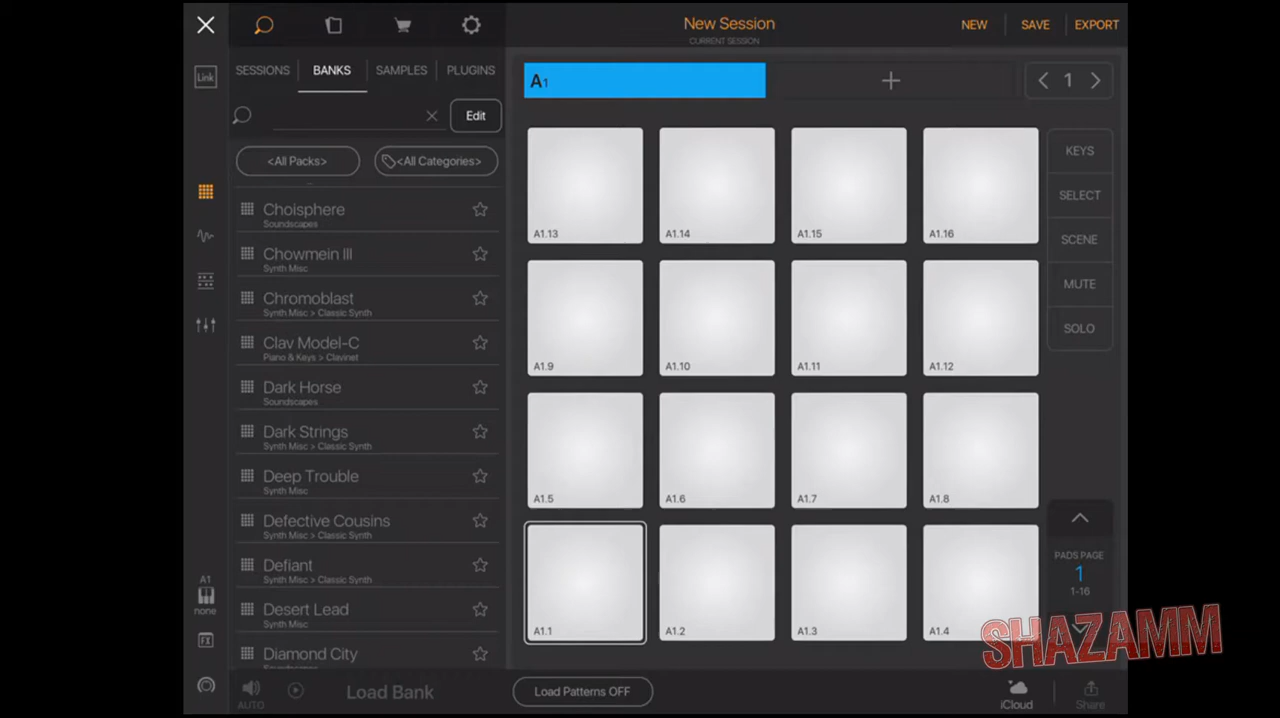 New Session
CURRENT SESSION
NEW
SAVE
EXPORT
Link
SESSIONS
BANKS
SAMPLES
PLUGINS
A1
1
Edit
<All Packs>
<All Categories>
KEYS
SELECT
SCENE
MUTE
SOLO
Choisphere
Soundscapes
Chowmein III
Synth Misc
Chromoblast
Synth Misc > Classic Synth
Clav Model-C
Piano & Keys > Clavinet
Dark Horse
Soundscapes
Dark Strings
Synth Misc > Classic Synth
Deep Trouble
Synth Misc
Defective Cousins
Synth Misc > Classic Synth
Defiant
Synth Misc > Classic Synth
Desert Lead
Synth Misc
Diamond City
A1.13
A1.14
A1.15
A1.16
A1.9
A1.10
A1.11
A1.12
A1.5
A1.6
A1.7
A1.8
A1.1
A1.2
A1.3
A1.4
PADS PAGE
1
1-16
A1
none
FX
SHAZAMM
AUTO
Load Bank
Load Patterns OFF
iCloud
Share